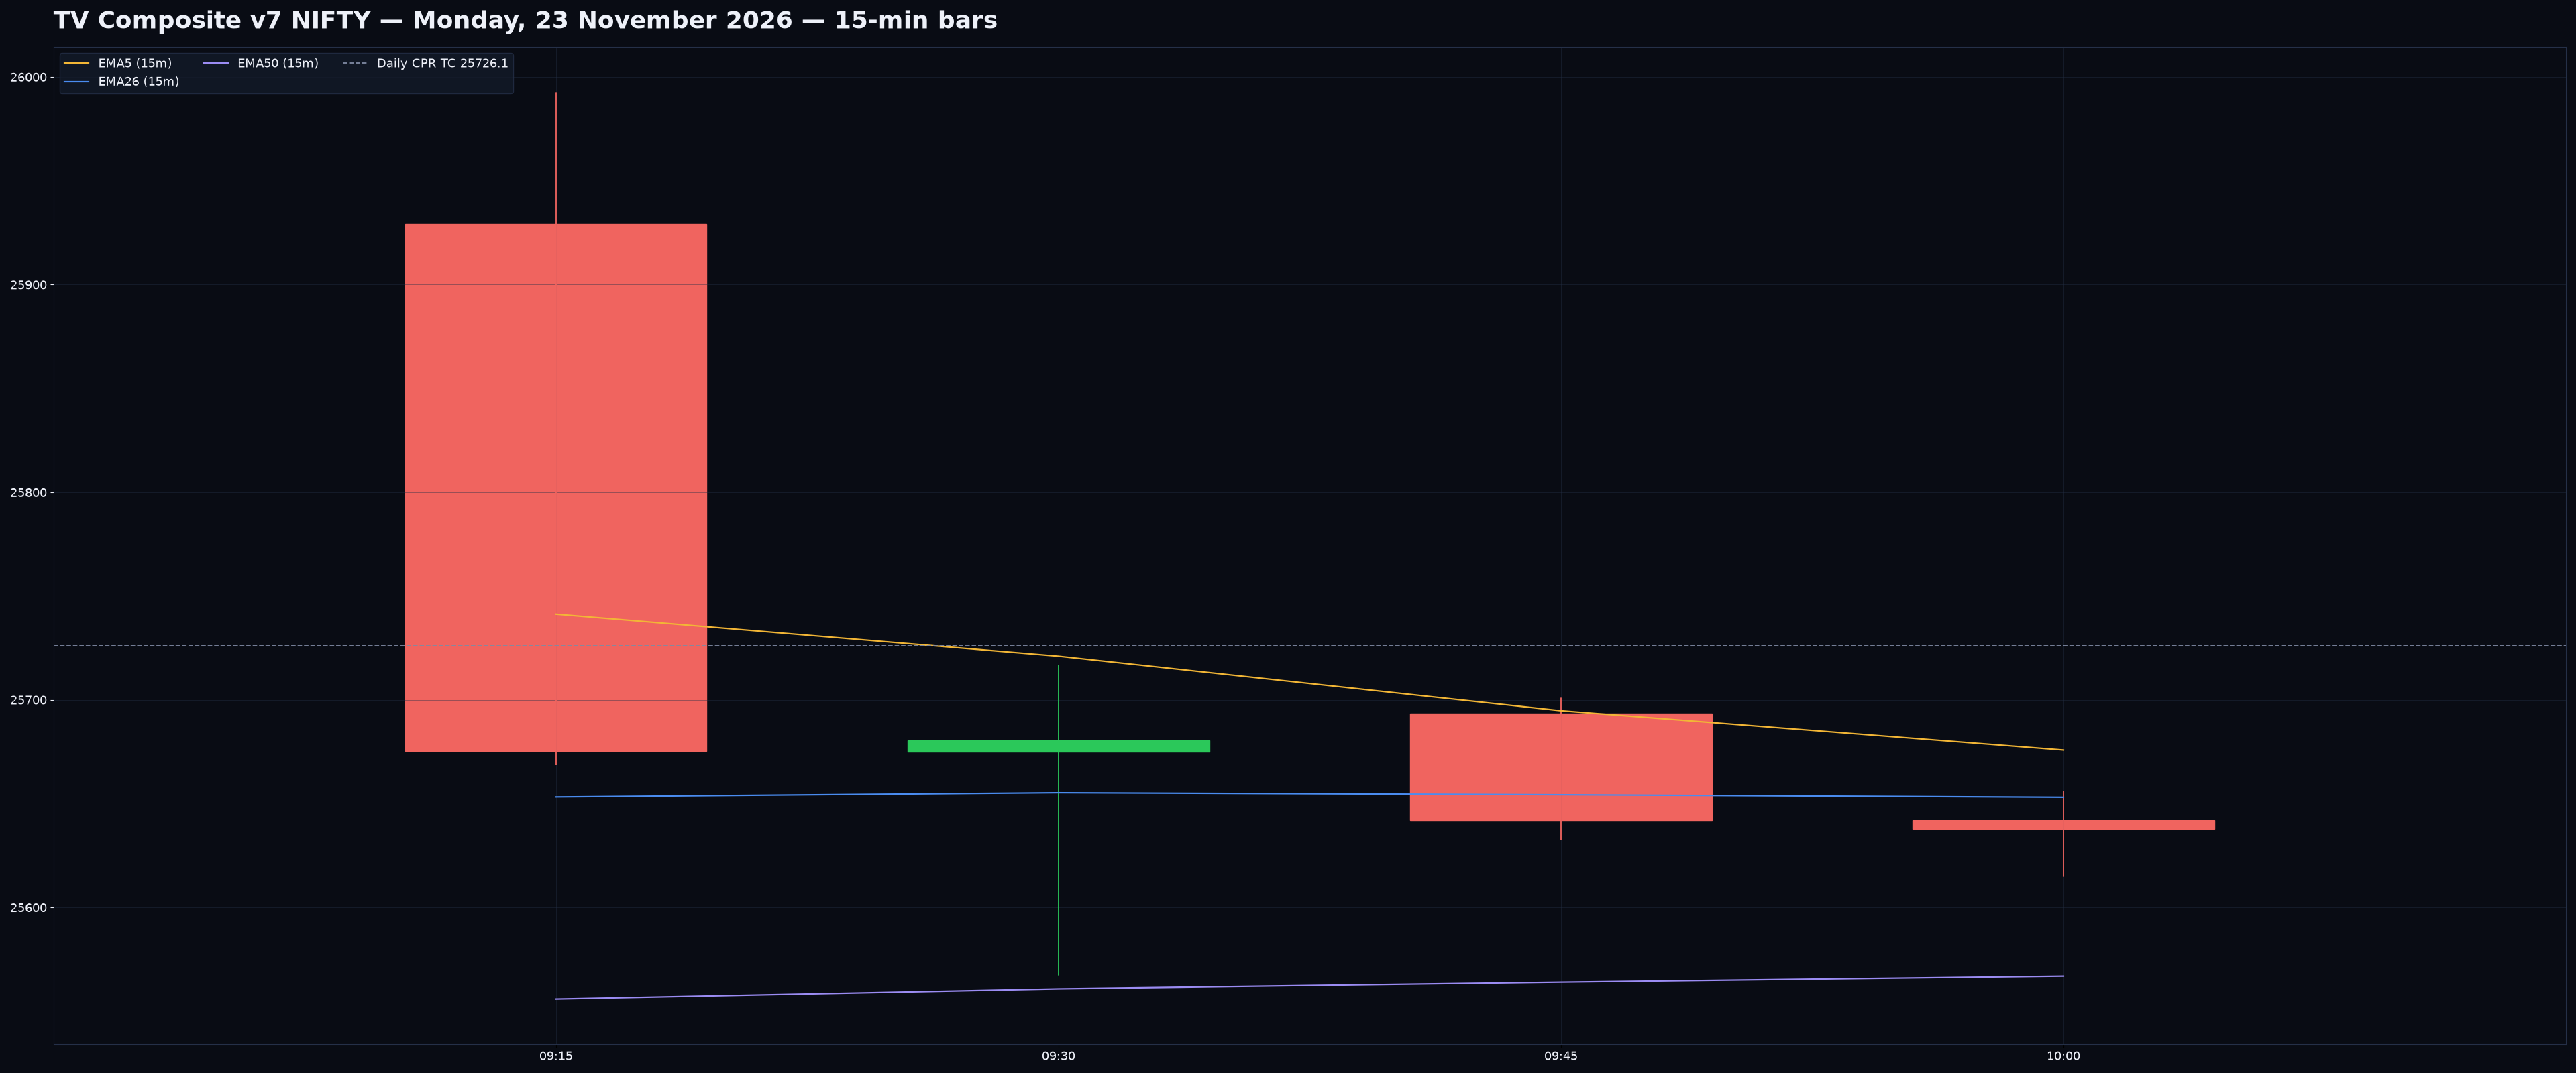 TV Composite v7 NIFTY — Monday, 23 November 2026 — 15-min bars
EMA5 (15m) EMA50 (15m) Daily CPR TC 25726.1
EMA26 (15m)
26000
25900
25800
25700
25600
09:15 09:30 09:45 10:00